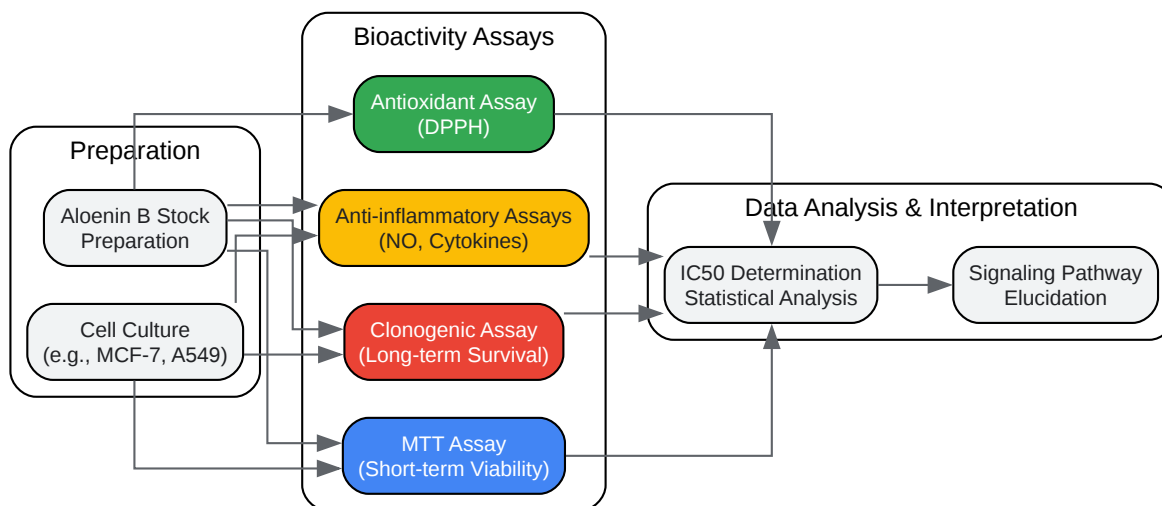 Preparation
Aloenin B Stock
Preparation
Cell Culture
(e.g., MCF-7, A549)
Bioactivity Assays
Antioxidant Assay
(DPPH)
Anti-inflammatory Assays
(NO, Cytokines)
Clonogenic Assay
(Long-term Survival)
MTT Assay
(Short-term Viability)
Data Analysis & Interpretation
IC50 Determination
Statistical Analysis
Signaling Pathway
Elucidation